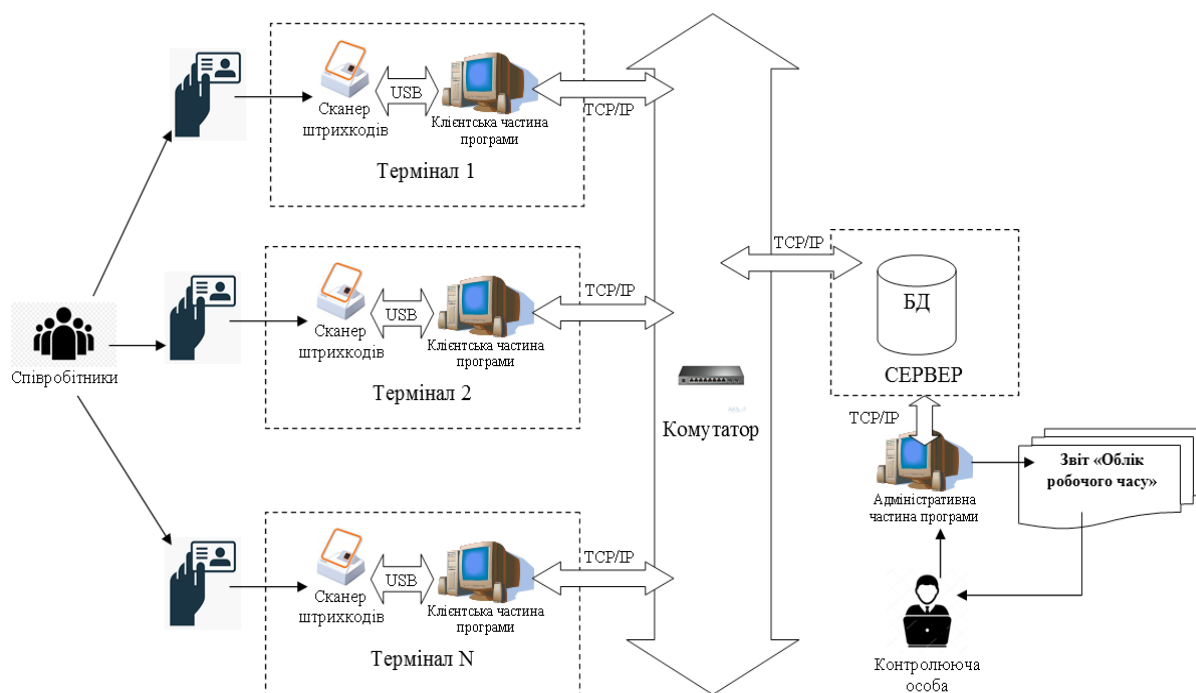 USB
Сканер
штрихкодів
Клієнтська частина
програми
Термінал 1
TCP/IP
USB
Сканер
штрихкодів
Клієнтська частина
програми
Термінал 2
TCP/IP
USB
Сканер
штрихкодів
Клієнтська частина
програми
Термінал N
TCP/IP
Співробітники
Комутатор
TCP/IP
БД
СЕРВЕР
TCP/IP
Адміністративна
частина програми
Звіт «Облік
робочого часу»
Контролююча
особа